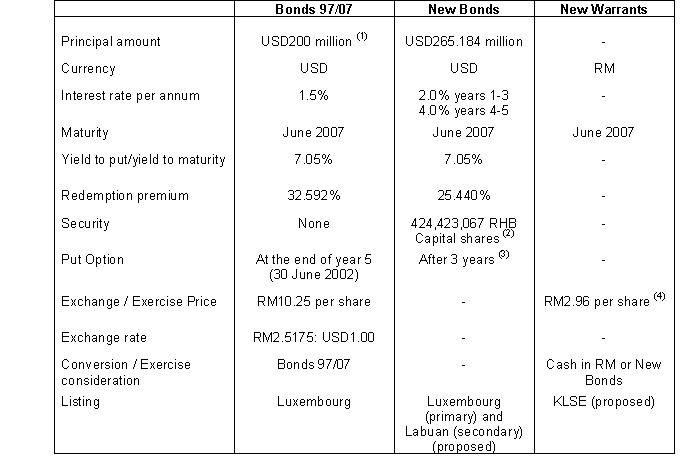 Bonds 97/07 New Bonds New Warrants
Principal amount USD200 million (1) USD265.184 million -
Currency USD USD RM
Interest rate per annum 1.5% 2.0% years 1-3 -
4.0% years 4-5
Maturity June 2007 June 2007 June 2007
Yield to put/yield to maturity 7.05% 7.05% -
Redemption premium 32.592% 25.440% -
Security None 424,423,067 RHB -
Capital shares (2)
Put Option At the end of year 5 After 3 years (3) -
(30 June 2002)
Exchange / Exercise Price RM10.25 per share - RM2.96 per share (4)
Exchange rate RM2.5175: USD1.00 - -
Conversion / Exercise Bonds 97/07 - Cash in RM or New
consideration Bonds
Listing Luxembourg Luxembourg KLSE (proposed)
(primary) and
Labuan (secondary)
(proposed)